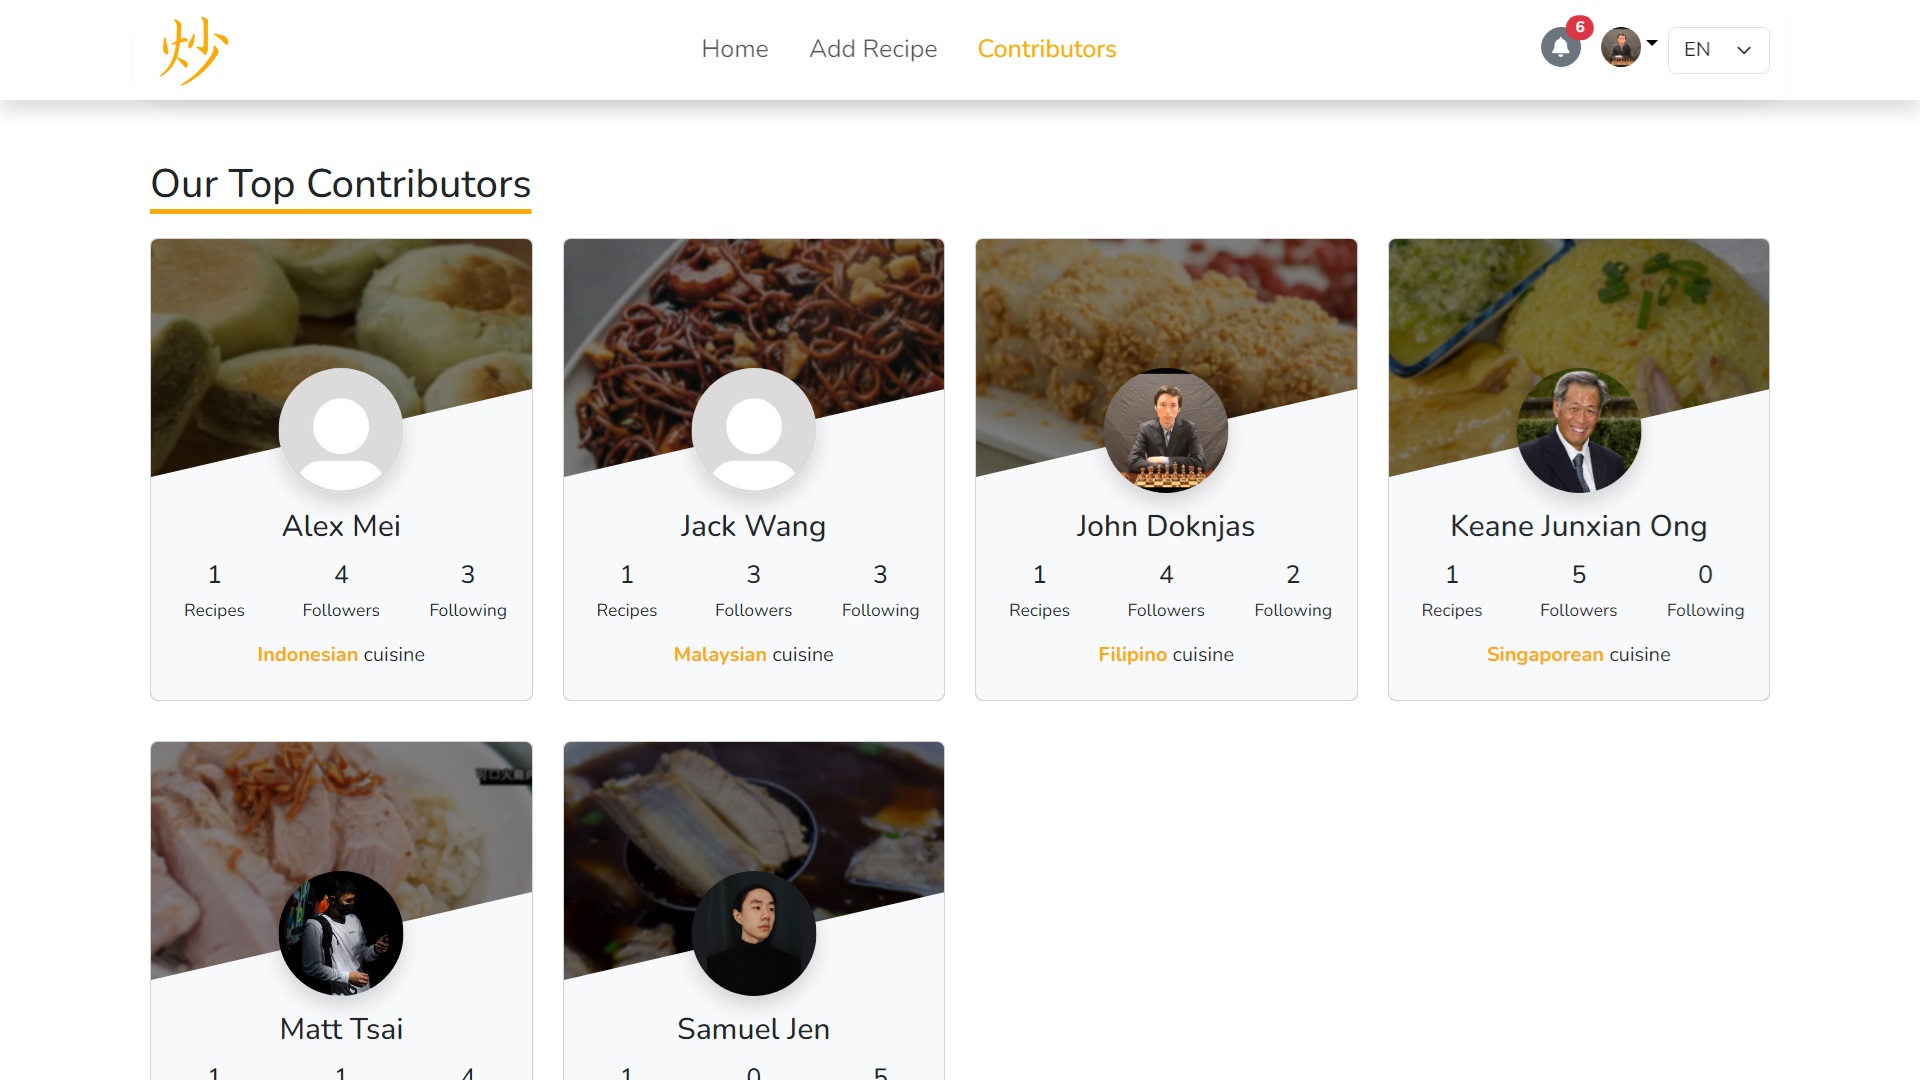 炒
Home Add Recipe Contributors
6
EN
Our Top Contributors
Alex Mei
1 4 3
Recipes Followers Following
Indonesian cuisine
Jack Wang
1 3 3
Recipes Followers Following
Malaysian cuisine
John Doknjas
1 4 2
Recipes Followers Following
Filipino cuisine
Keane Junxian Ong
1 5 0
Recipes Followers Following
Singaporean cuisine
Matt Tsai
1 1 4
Samuel Jen
1 0 5